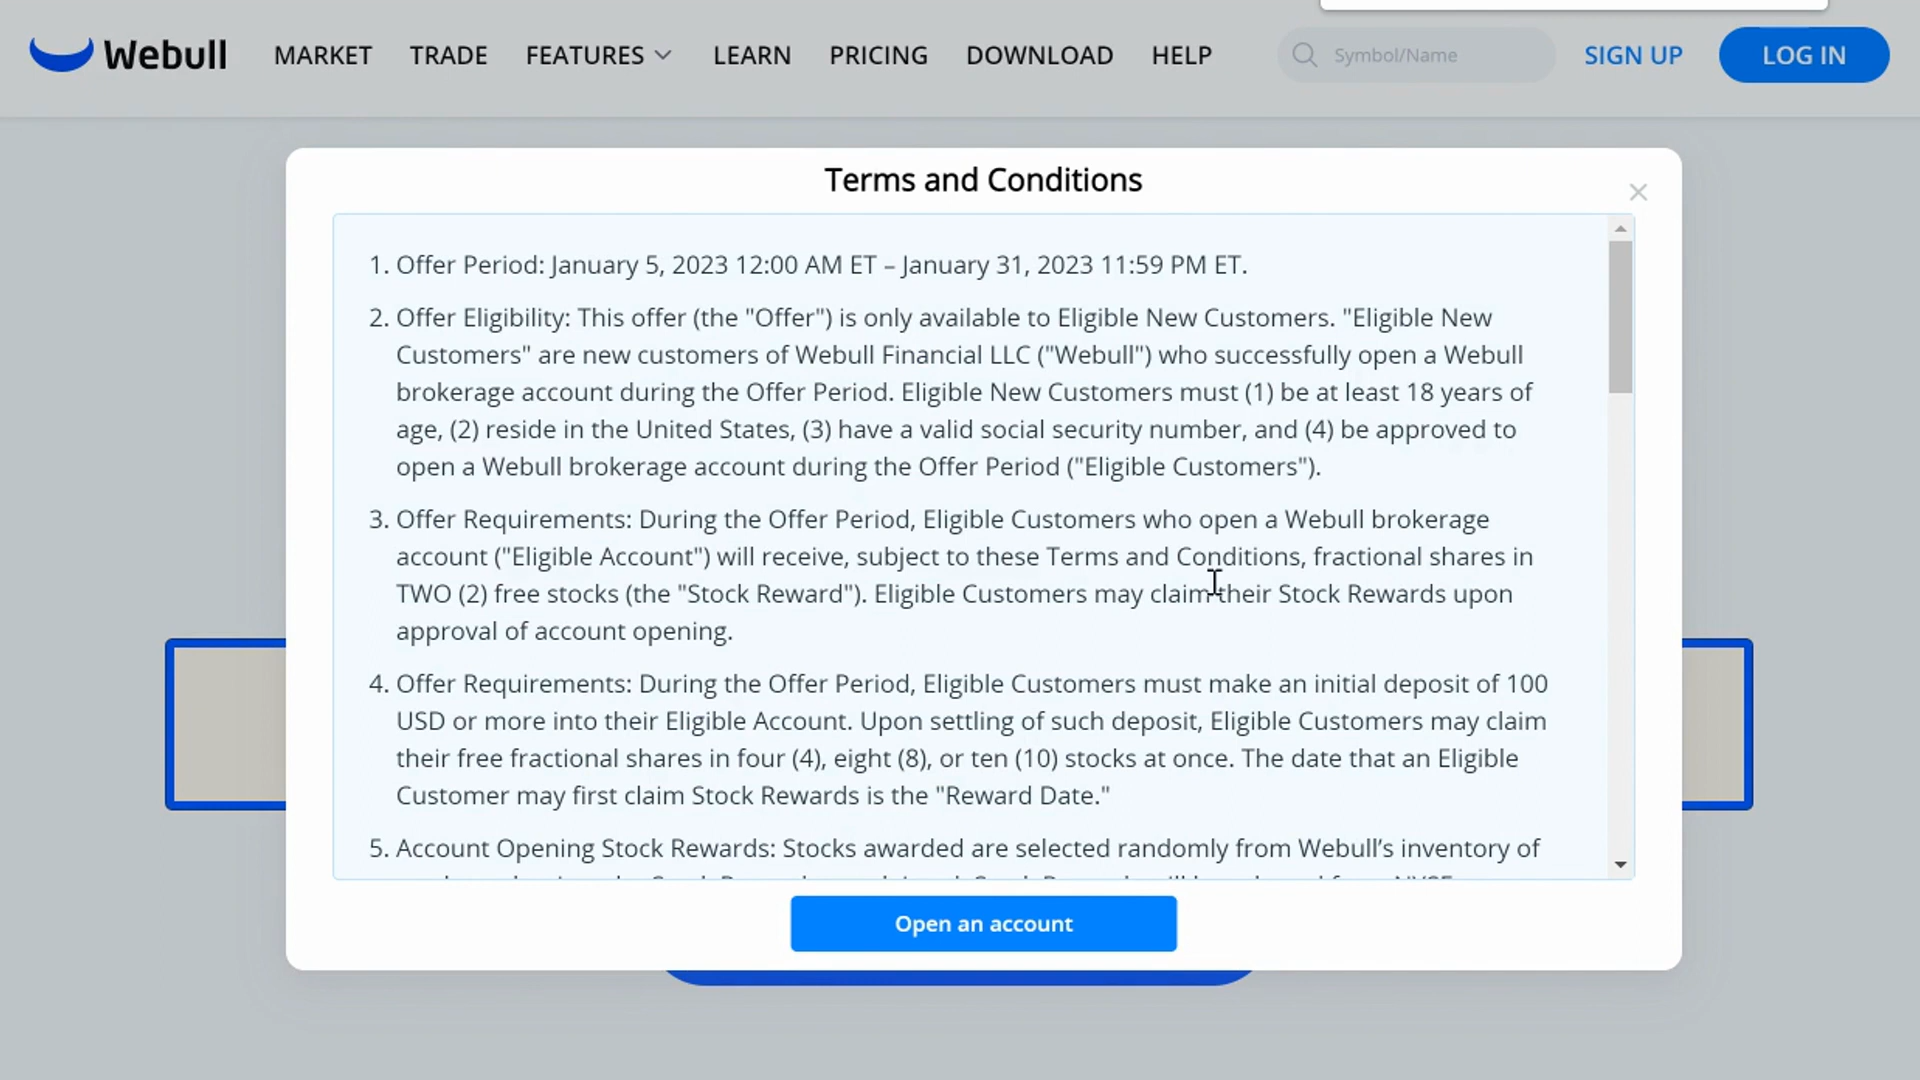 Webull MARKET TRADE FEATURES LEARN PRICING DOWNLOAD HELP Symbol/Name SIGN UP LOG IN
Terms and Conditions
1. Offer Period: January 5, 2023 12:00 AM ET – January 31, 2023 11:59 PM ET.
2. Offer Eligibility: This offer (the "Offer") is only available to Eligible New Customers. "Eligible New
Customers" are new customers of Webull Financial LLC ("Webull") who successfully open a Webull
brokerage account during the Offer Period. Eligible New Customers must (1) be at least 18 years of
age, (2) reside in the United States, (3) have a valid social security number, and (4) be approved to
open a Webull brokerage account during the Offer Period ("Eligible Customers").
3. Offer Requirements: During the Offer Period, Eligible Customers who open a Webull brokerage
account ("Eligible Account") will receive, subject to these Terms and Conditions, fractional shares in
TWO (2) free stocks (the "Stock Reward"). Eligible Customers may claim their Stock Rewards upon
approval of account opening.
4. Offer Requirements: During the Offer Period, Eligible Customers must make an initial deposit of 100
USD or more into their Eligible Account. Upon settling of such deposit, Eligible Customers may claim
their free fractional shares in four (4), eight (8), or ten (10) stocks at once. The date that an Eligible
Customer may first claim Stock Rewards is the "Reward Date."
5. Account Opening Stock Rewards: Stocks awarded are selected randomly from Webull’s inventory of
Open an account